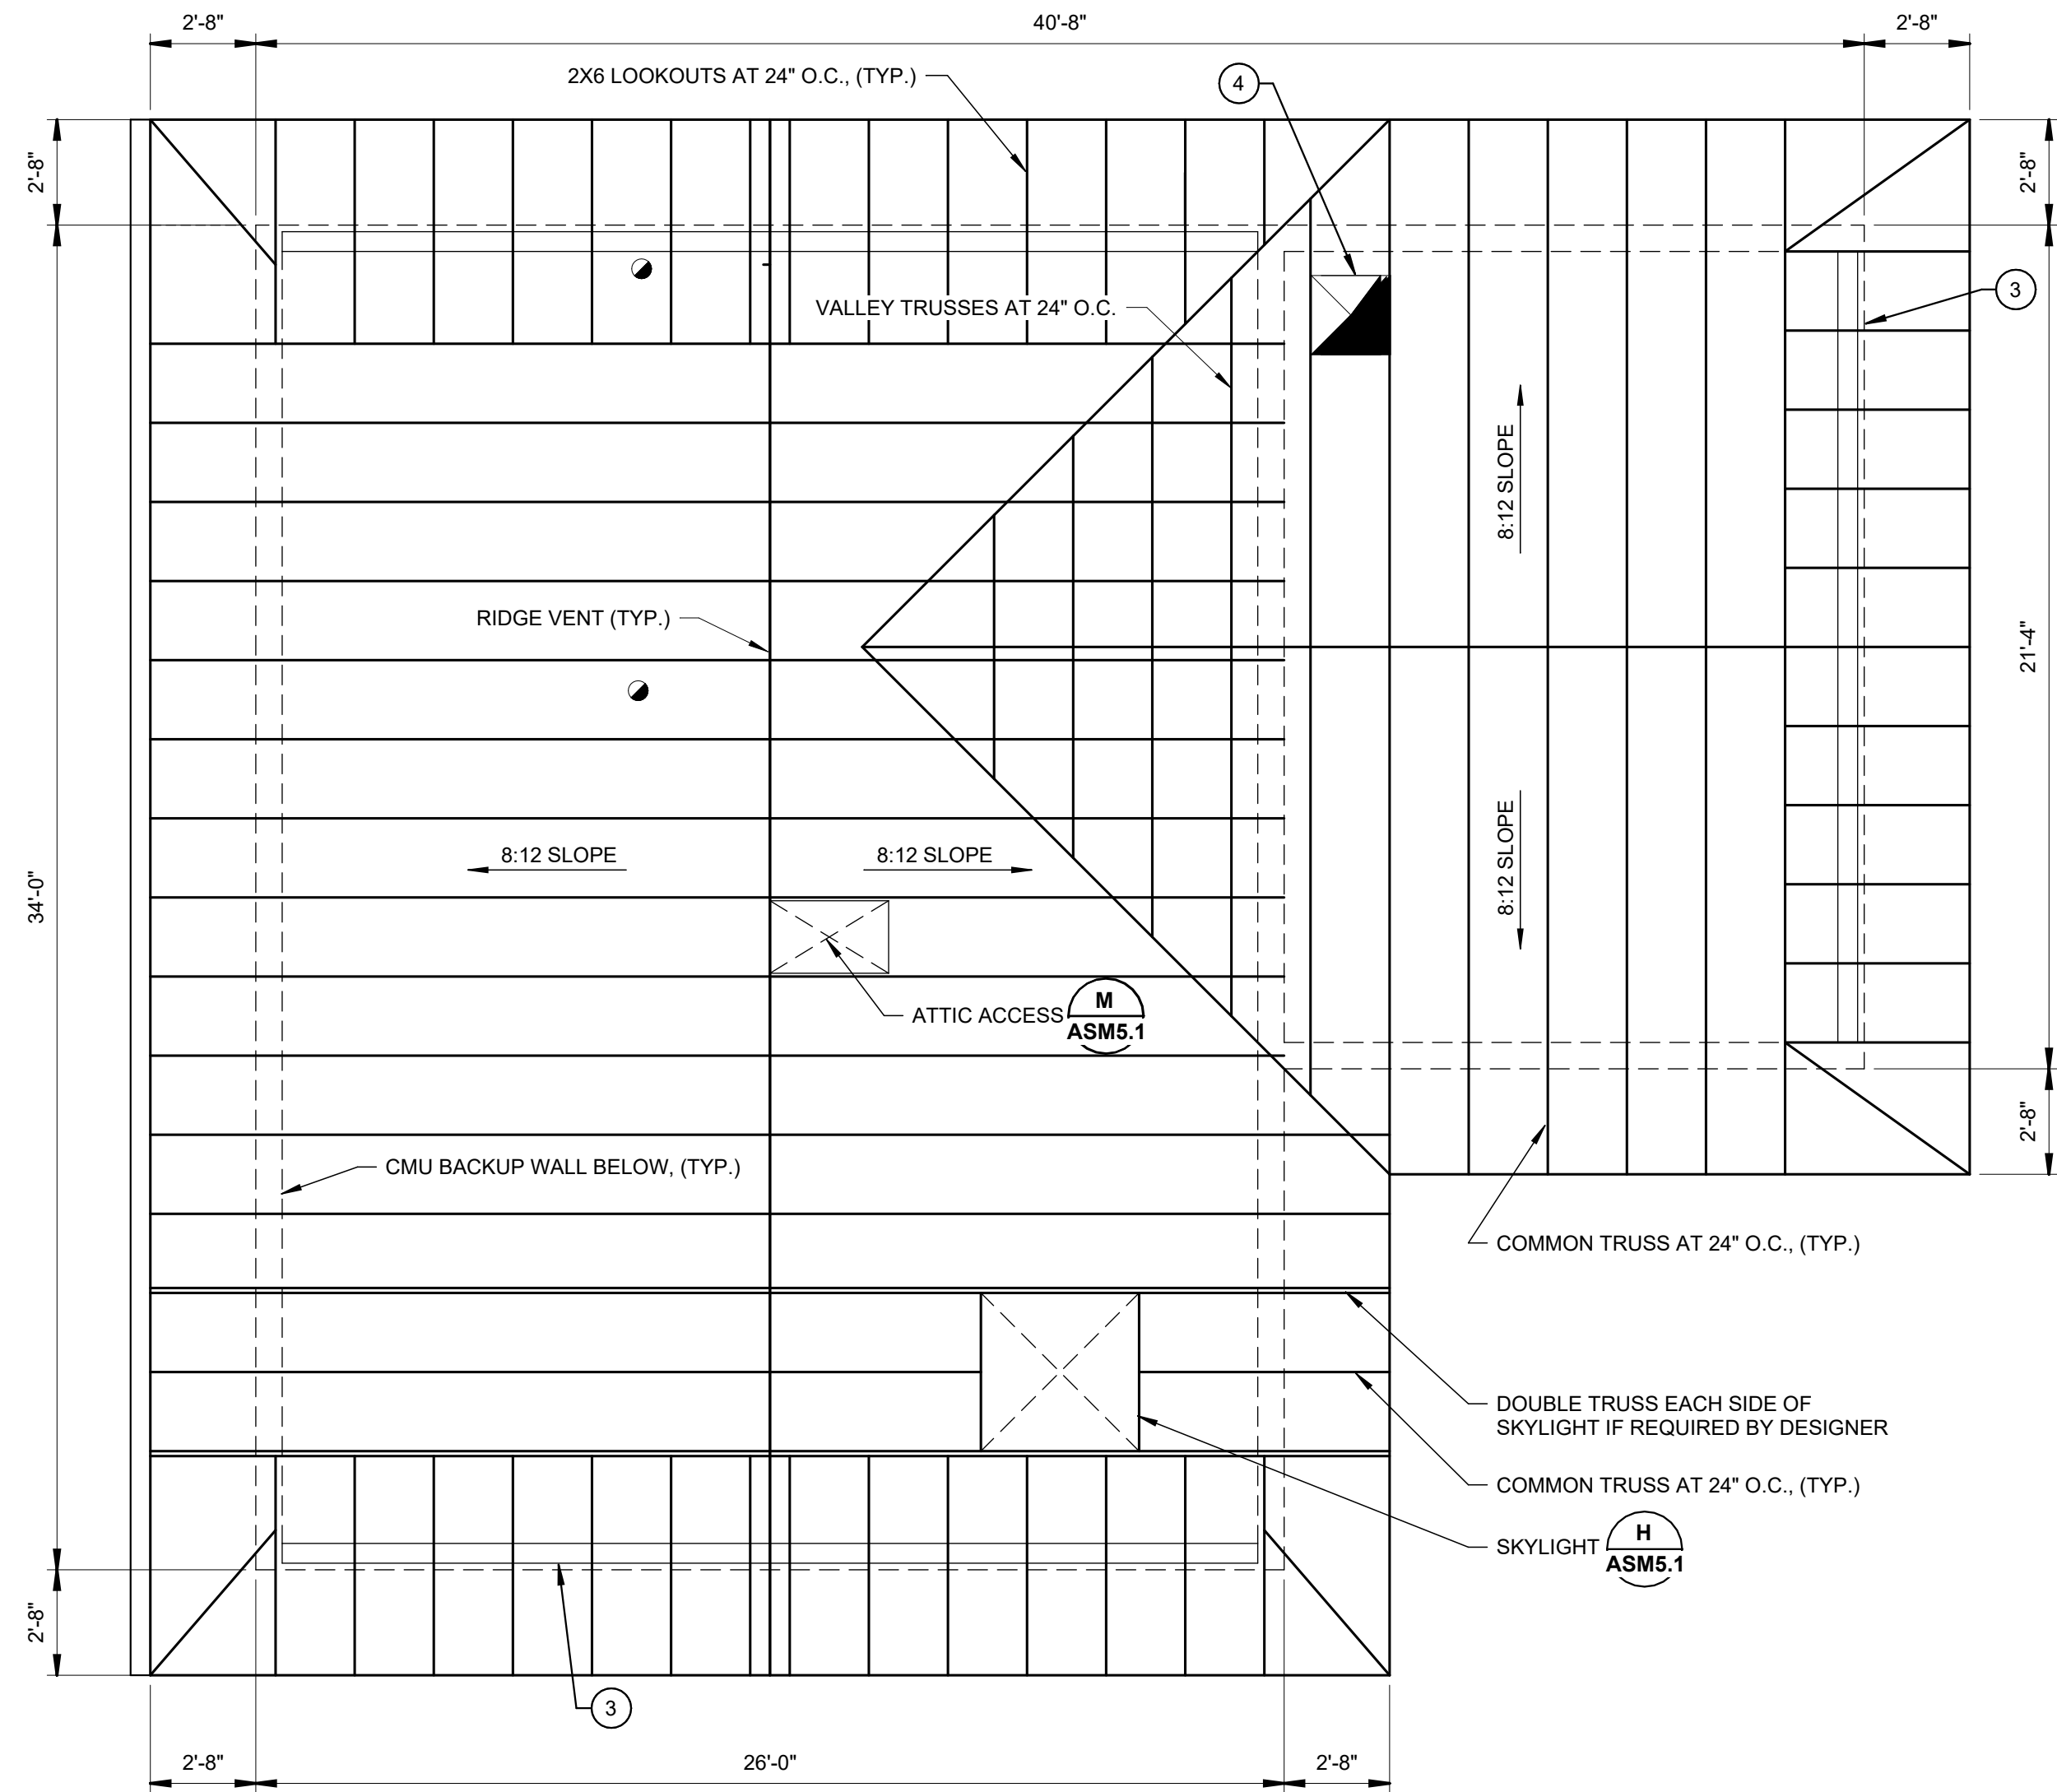 2'-8"
40'-8"
2'-8"
2X6 LOOKOUTS AT 24" O.C., (TYP.)
4
2'-8"
2'-8"
3
VALLEY TRUSSES AT 24" O.C.
8:12 SLOPE
RIDGE VENT (TYP.)
21'-4"
8:12 SLOPE
8:12 SLOPE
8:12 SLOPE
34'-0"
ATTIC ACCESS
M
ASM5.1
2'-8"
CMU BACKUP WALL BELOW, (TYP.)
COMMON TRUSS AT 24" O.C., (TYP.)
DOUBLE TRUSS EACH SIDE OF
SKYLIGHT IF REQUIRED BY DESIGNER
COMMON TRUSS AT 24" O.C., (TYP.)
SKYLIGHT
H
ASM5.1
2'-8"
3
2'-8"
26'-0"
2'-8"